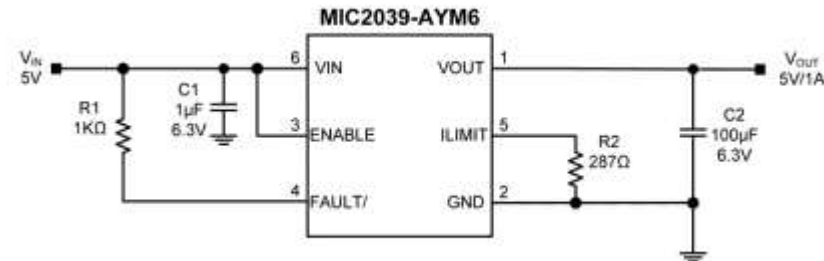 MIC2039-AYM6
VIN
5V
R1
1KΩ
C1
1µF
6.3V
6
VIN
3
ENABLE
4
FAULT/
VOUT
1
ILIMIT
5
GND
2
R2
287Ω
C2
100µF
6.3V
VOUT
5V/1A